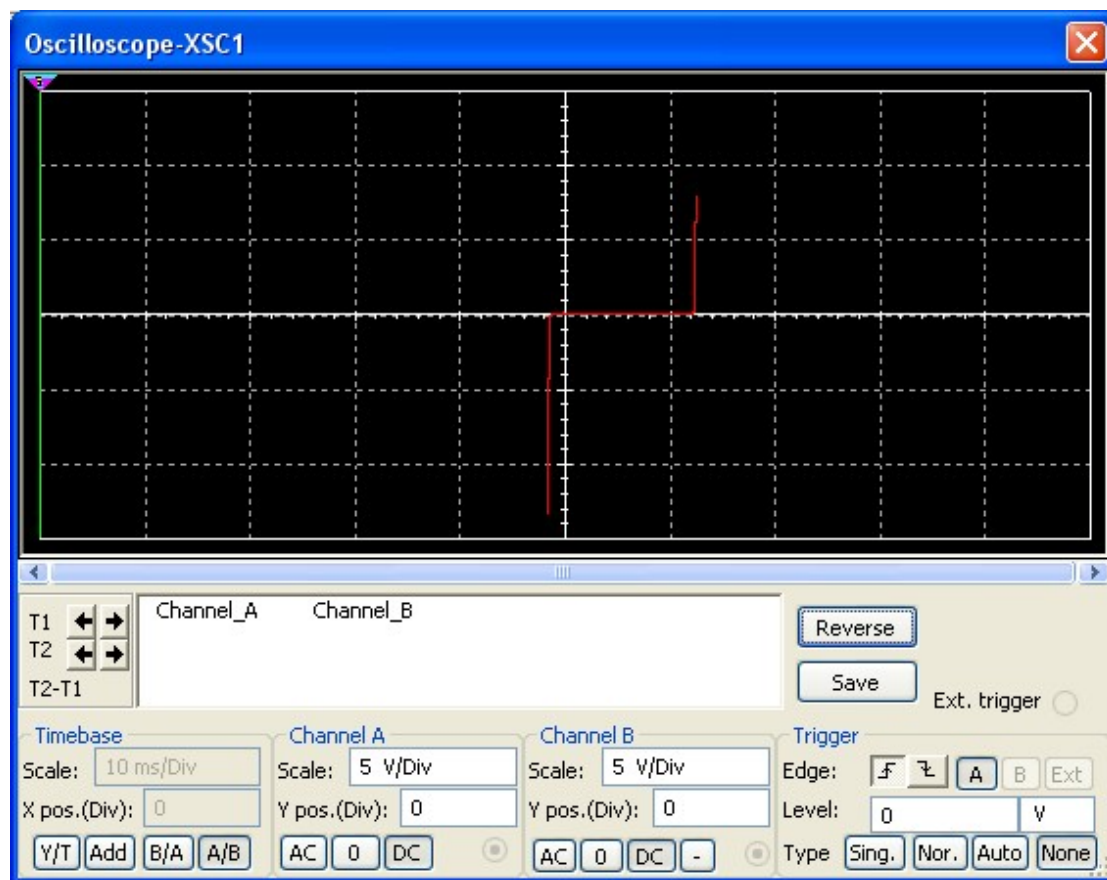 Oscilloscope-XSC1
T1
T2
T2-T1
Channel_A Channel_B
Reverse
Save
Ext. trigger
Timebase
Scale: 10 ms/Div
X pos.(Div): 0
Y/T Add B/A A/B
Channel A
Scale: 5 V/Div
Y pos.(Div): 0
AC 0 DC
Channel B
Scale: 5 V/Div
Y pos.(Div): 0
AC 0 DC -
Trigger
Edge: A B Ext
Level: 0 V
Type Sing. Nor. Auto None